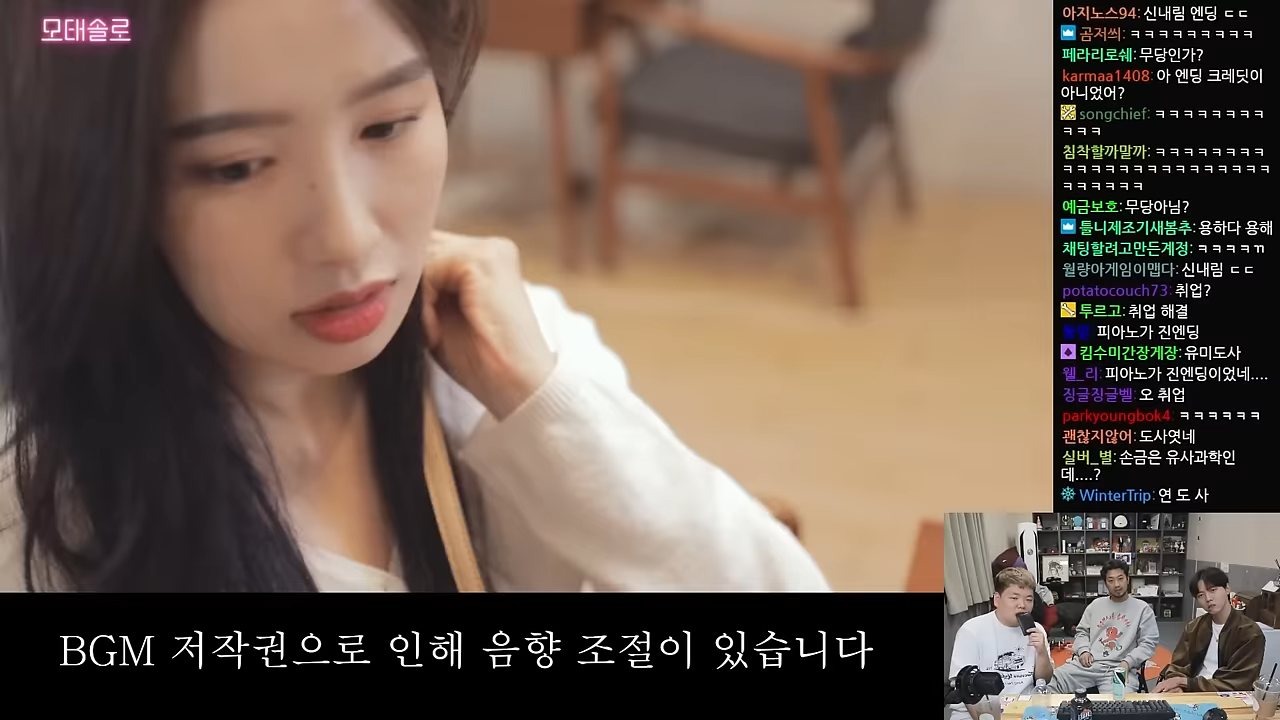 모태솔로
아지노스94: 신내림 엔딩 ㄷㄷ
곰저씌: ㅋㅋㅋㅋㅋㅋㅋㅋㅋ
페라리로쉐: 무당인가?
karmaa1408: 아 엔딩 크레딧이
아니었어?
songchief: ㅋㅋㅋㅋㅋㅋㅋㅋ
ㅋㅋㅋ
침착할까말까: ㅋㅋㅋㅋㅋㅋㅋㅋ
ㅋㅋㅋㅋㅋㅋㅋㅋㅋㅋㅋㅋㅋㅋㅋ
ㅋㅋㅋㅋㅋㅋ
예금보호: 무당아님?
틀니제조기새봄추: 용하다 용해
채팅할려고만든계정: ㅋㅋㅋㅋㄲ
월량아게임이맵다: 신내림 ㄷㄷ
potatocouch73: 취업?
투르고: 취업 해결
피아노가 진엔딩
킴수미간장게장: 유미도사
웰_리: 피아노가 진엔딩이었네....
징글징글벨: 오 취업
parkyoungbok4: ㅋㅋㅋㅋㅋㅋ
괜찮지않어: 도사엿네
실버_별: 손금은 유사과학인
데....?
WinterTrip: 연 도 사
BGM 저작권으로 인해 음향 조절이 있습니다